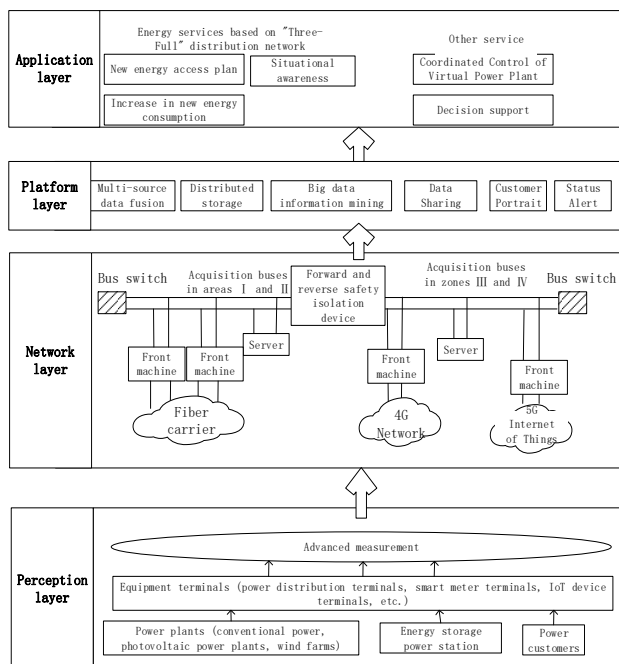 Application
layer
Energy services based on "Three-
Full" distribution network
Other service
New energy access plan
Situational
awareness
Coordinated Control of
Virtual Power Plant
Increase in new energy
consumption
Decision support
Platform
layer
Multi-source
data fusion
Distributed
storage
Big data
information mining
Data
Sharing
Customer
Portrait
Status
Alert
Network
layer
Bus switch
Acquisition buses
in areas Ⅰ and Ⅱ
Forward and
reverse safety
isolation
device
Acquisition buses
in zones Ⅲ and Ⅳ
Bus switch
Front
machine
Front
machine
Server
Front
machine
Server
Front
machine
Fiber
carrier
4G
Network
5G
Internet
of Things
Perception
layer
Advanced measurement
Equipment terminals (power distribution terminals, smart meter terminals, IoT device
terminals, etc.)
Power plants (conventional power,
photovoltaic power plants, wind farms)
Energy storage
power station
Power
customers